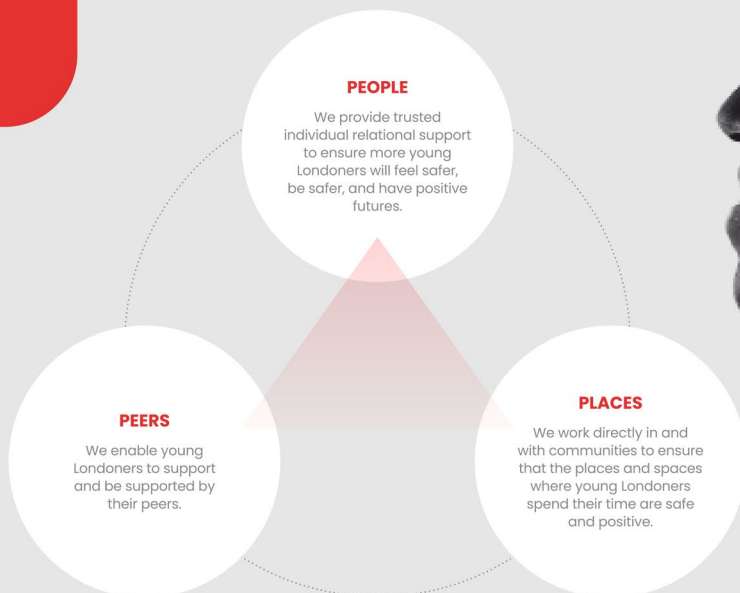 PEOPLE
We provide trusted
individual relational support
to ensure more young
Londoners will feel safer,
be safer, and have positive
futures.
PEERS
We enable young
Londoners to support
and be supported by
their peers.
PLACES
We work directly in and
with communities to ensure
that the places and spaces
where young Londoners
spend their time are safe
and positive.